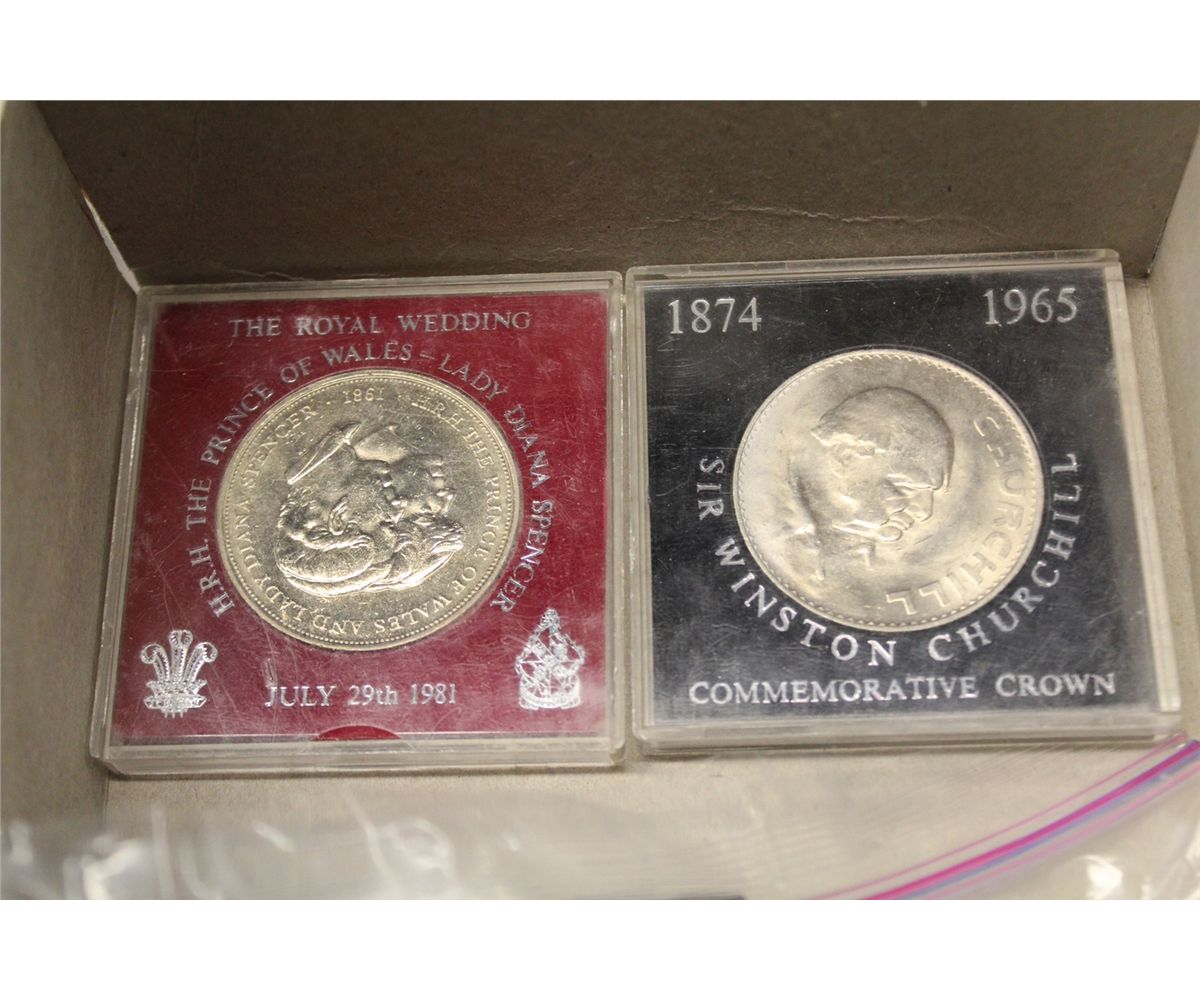 THE ROYAL WEDDING
H.R.H. THE PRINCE OF WALES – LADY DIANA SPENCER
H.R.H. THE PRINCE OF WALES AND LADY DIANA SPENCER · 1981
JULY 29th 1981
1874 1965
CHURCHILL
SIR WINSTON CHURCHILL
COMMEMORATIVE CROWN